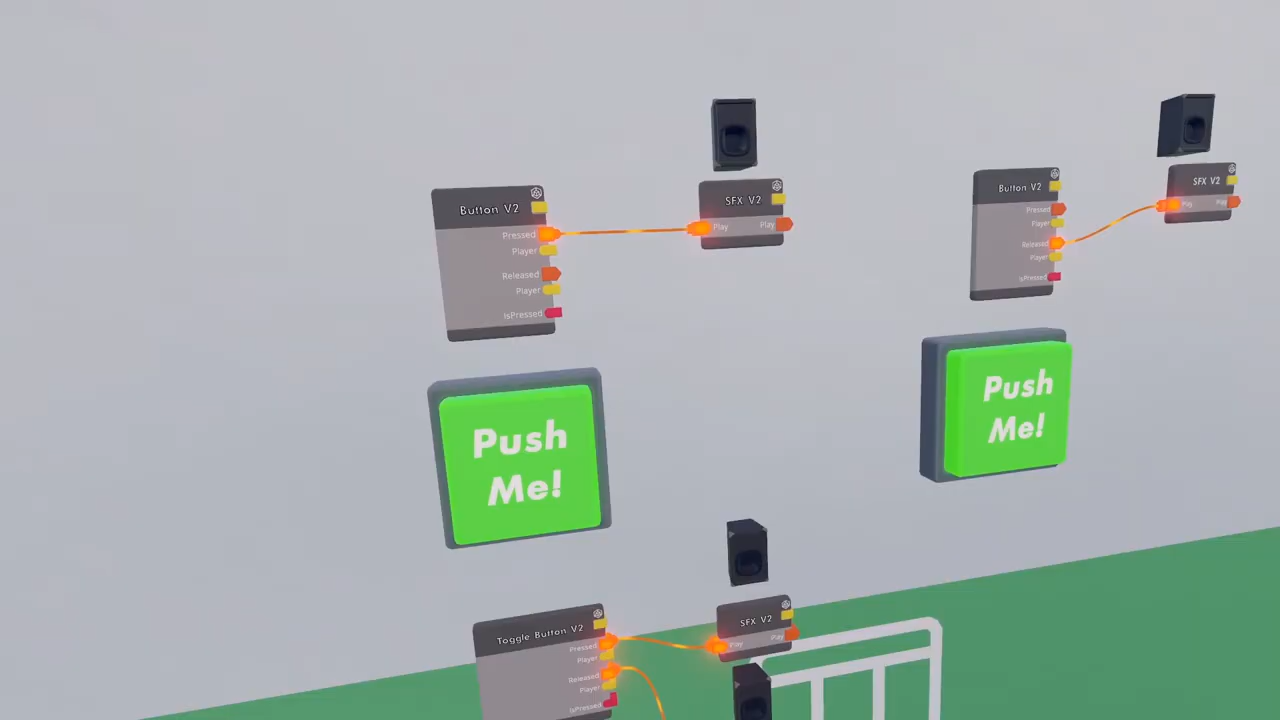 Button V2
Pressed
Player
Released
Player
IsPressed
SFX V2
Play Play
Button V2
Pressed
Player
Released
Player
IsPressed
SFX V2
Play Play
Push
Me!
Push
Me!
Toggle Button V2
Pressed
Player
Released
Player
IsPressed
SFX V2
Play Play